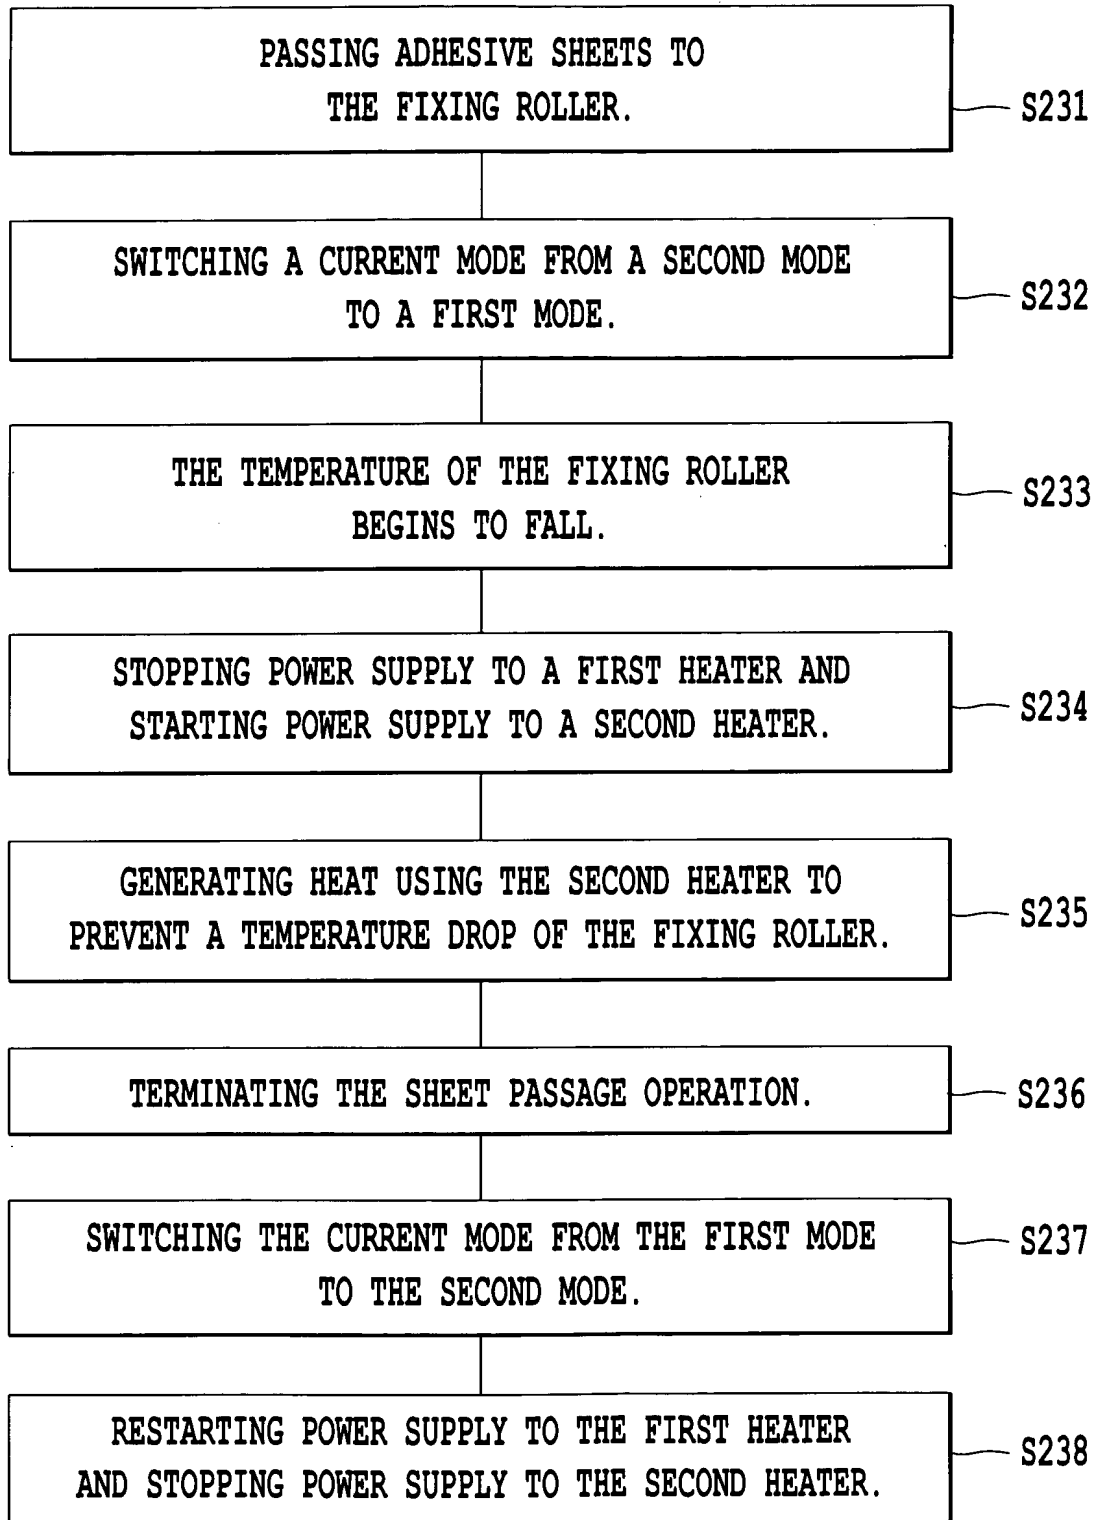 PASSING ADHESIVE SHEETS TO
THE FIXING ROLLER.
S231
SWITCHING A CURRENT MODE FROM A SECOND MODE
TO A FIRST MODE.
S232
THE TEMPERATURE OF THE FIXING ROLLER
BEGINS TO FALL.
S233
STOPPING POWER SUPPLY TO A FIRST HEATER AND
STARTING POWER SUPPLY TO A SECOND HEATER.
S234
GENERATING HEAT USING THE SECOND HEATER TO
PREVENT A TEMPERATURE DROP OF THE FIXING ROLLER.
S235
TERMINATING THE SHEET PASSAGE OPERATION.
S236
SWITCHING THE CURRENT MODE FROM THE FIRST MODE
TO THE SECOND MODE.
S237
RESTARTING POWER SUPPLY TO THE FIRST HEATER
AND STOPPING POWER SUPPLY TO THE SECOND HEATER.
S238